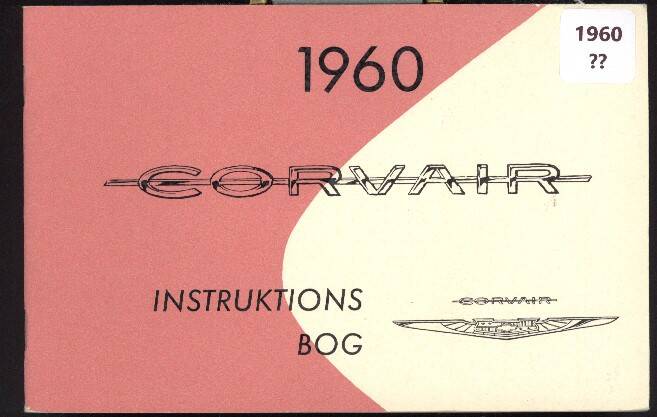 1960
??
1960
CORVAIR
INSTRUKTIONS
BOG
CORVAIR